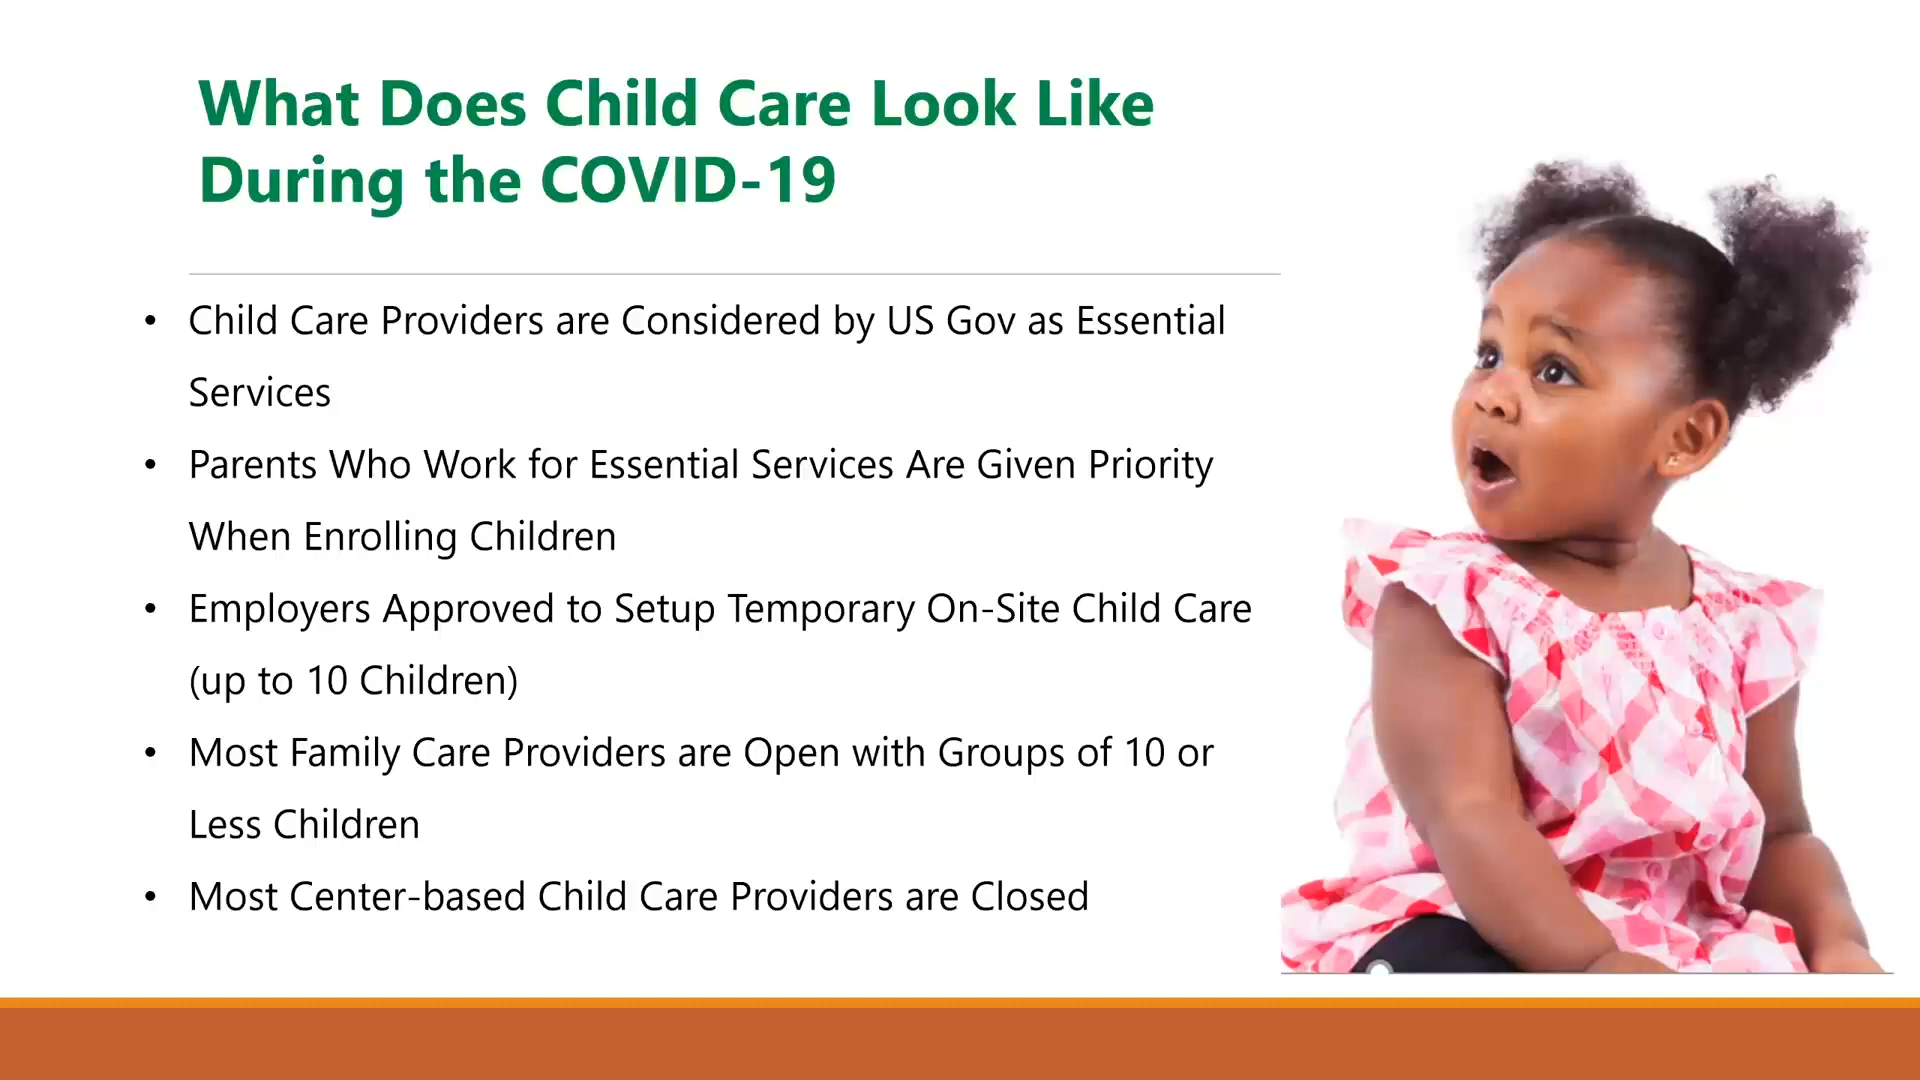 What Does Child Care Look Like
During the COVID-19
• Child Care Providers are Considered by US Gov as Essential
Services
• Parents Who Work for Essential Services Are Given Priority
When Enrolling Children
• Employers Approved to Setup Temporary On-Site Child Care
(up to 10 Children)
• Most Family Care Providers are Open with Groups of 10 or
Less Children
• Most Center-based Child Care Providers are Closed